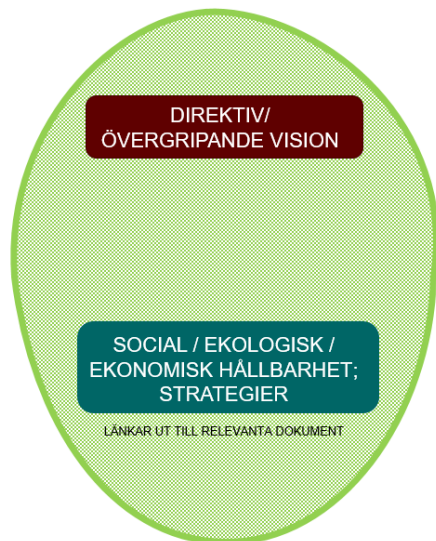 DIREKTIV/
ÖVERGRIPANDE VISION
SOCIAL / EKOLOGISK /
EKONOMISK HÅLLBARHET;
STRATEGIER
LÄNKAR UT TILL RELEVANTA DOKUMENT